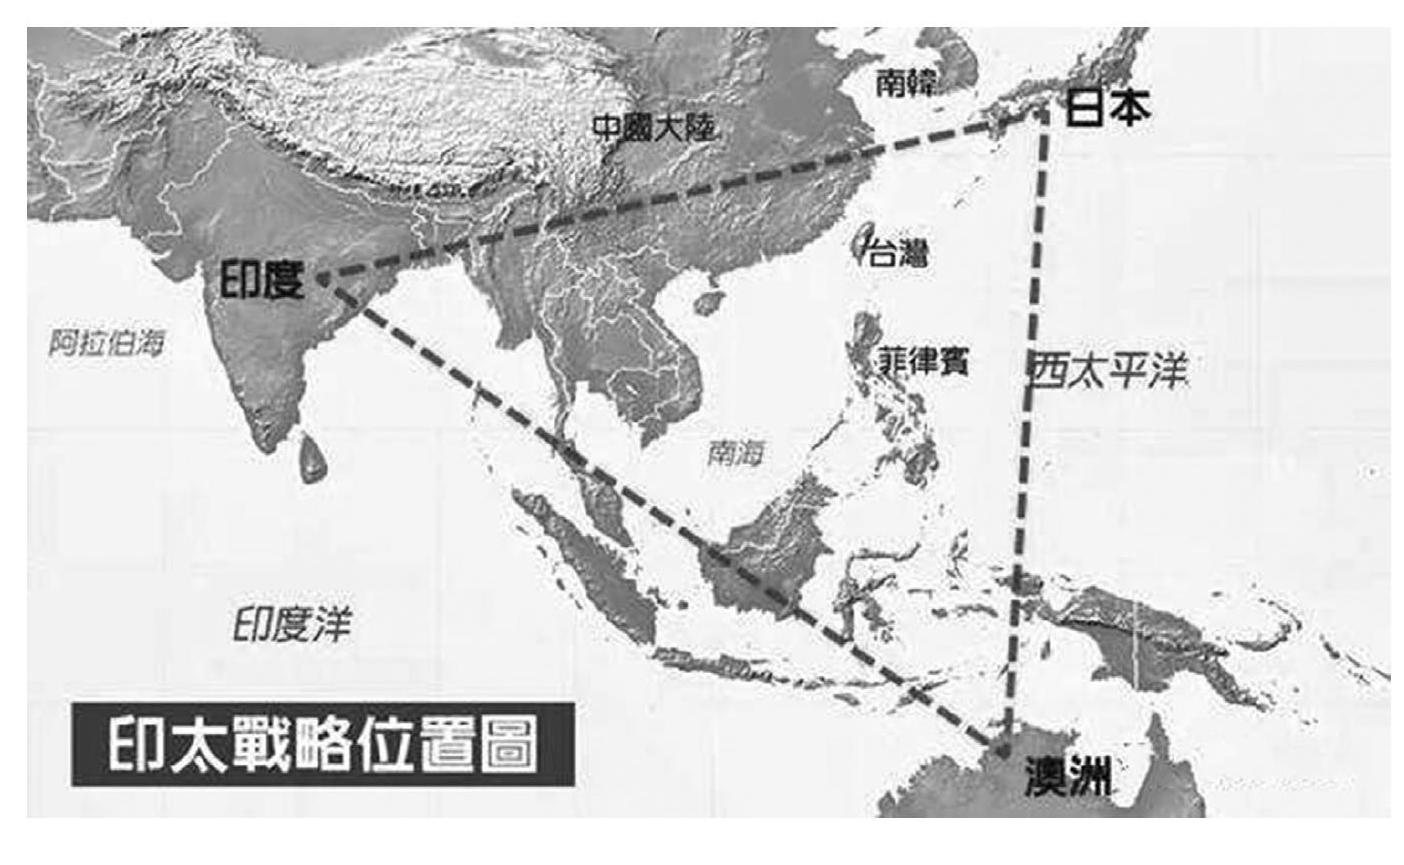 南韓
日本
中國大陸
台灣
印度
阿拉伯海
菲律賓
西太平洋
南海
印度洋
印太戰略位置圖
澳洲